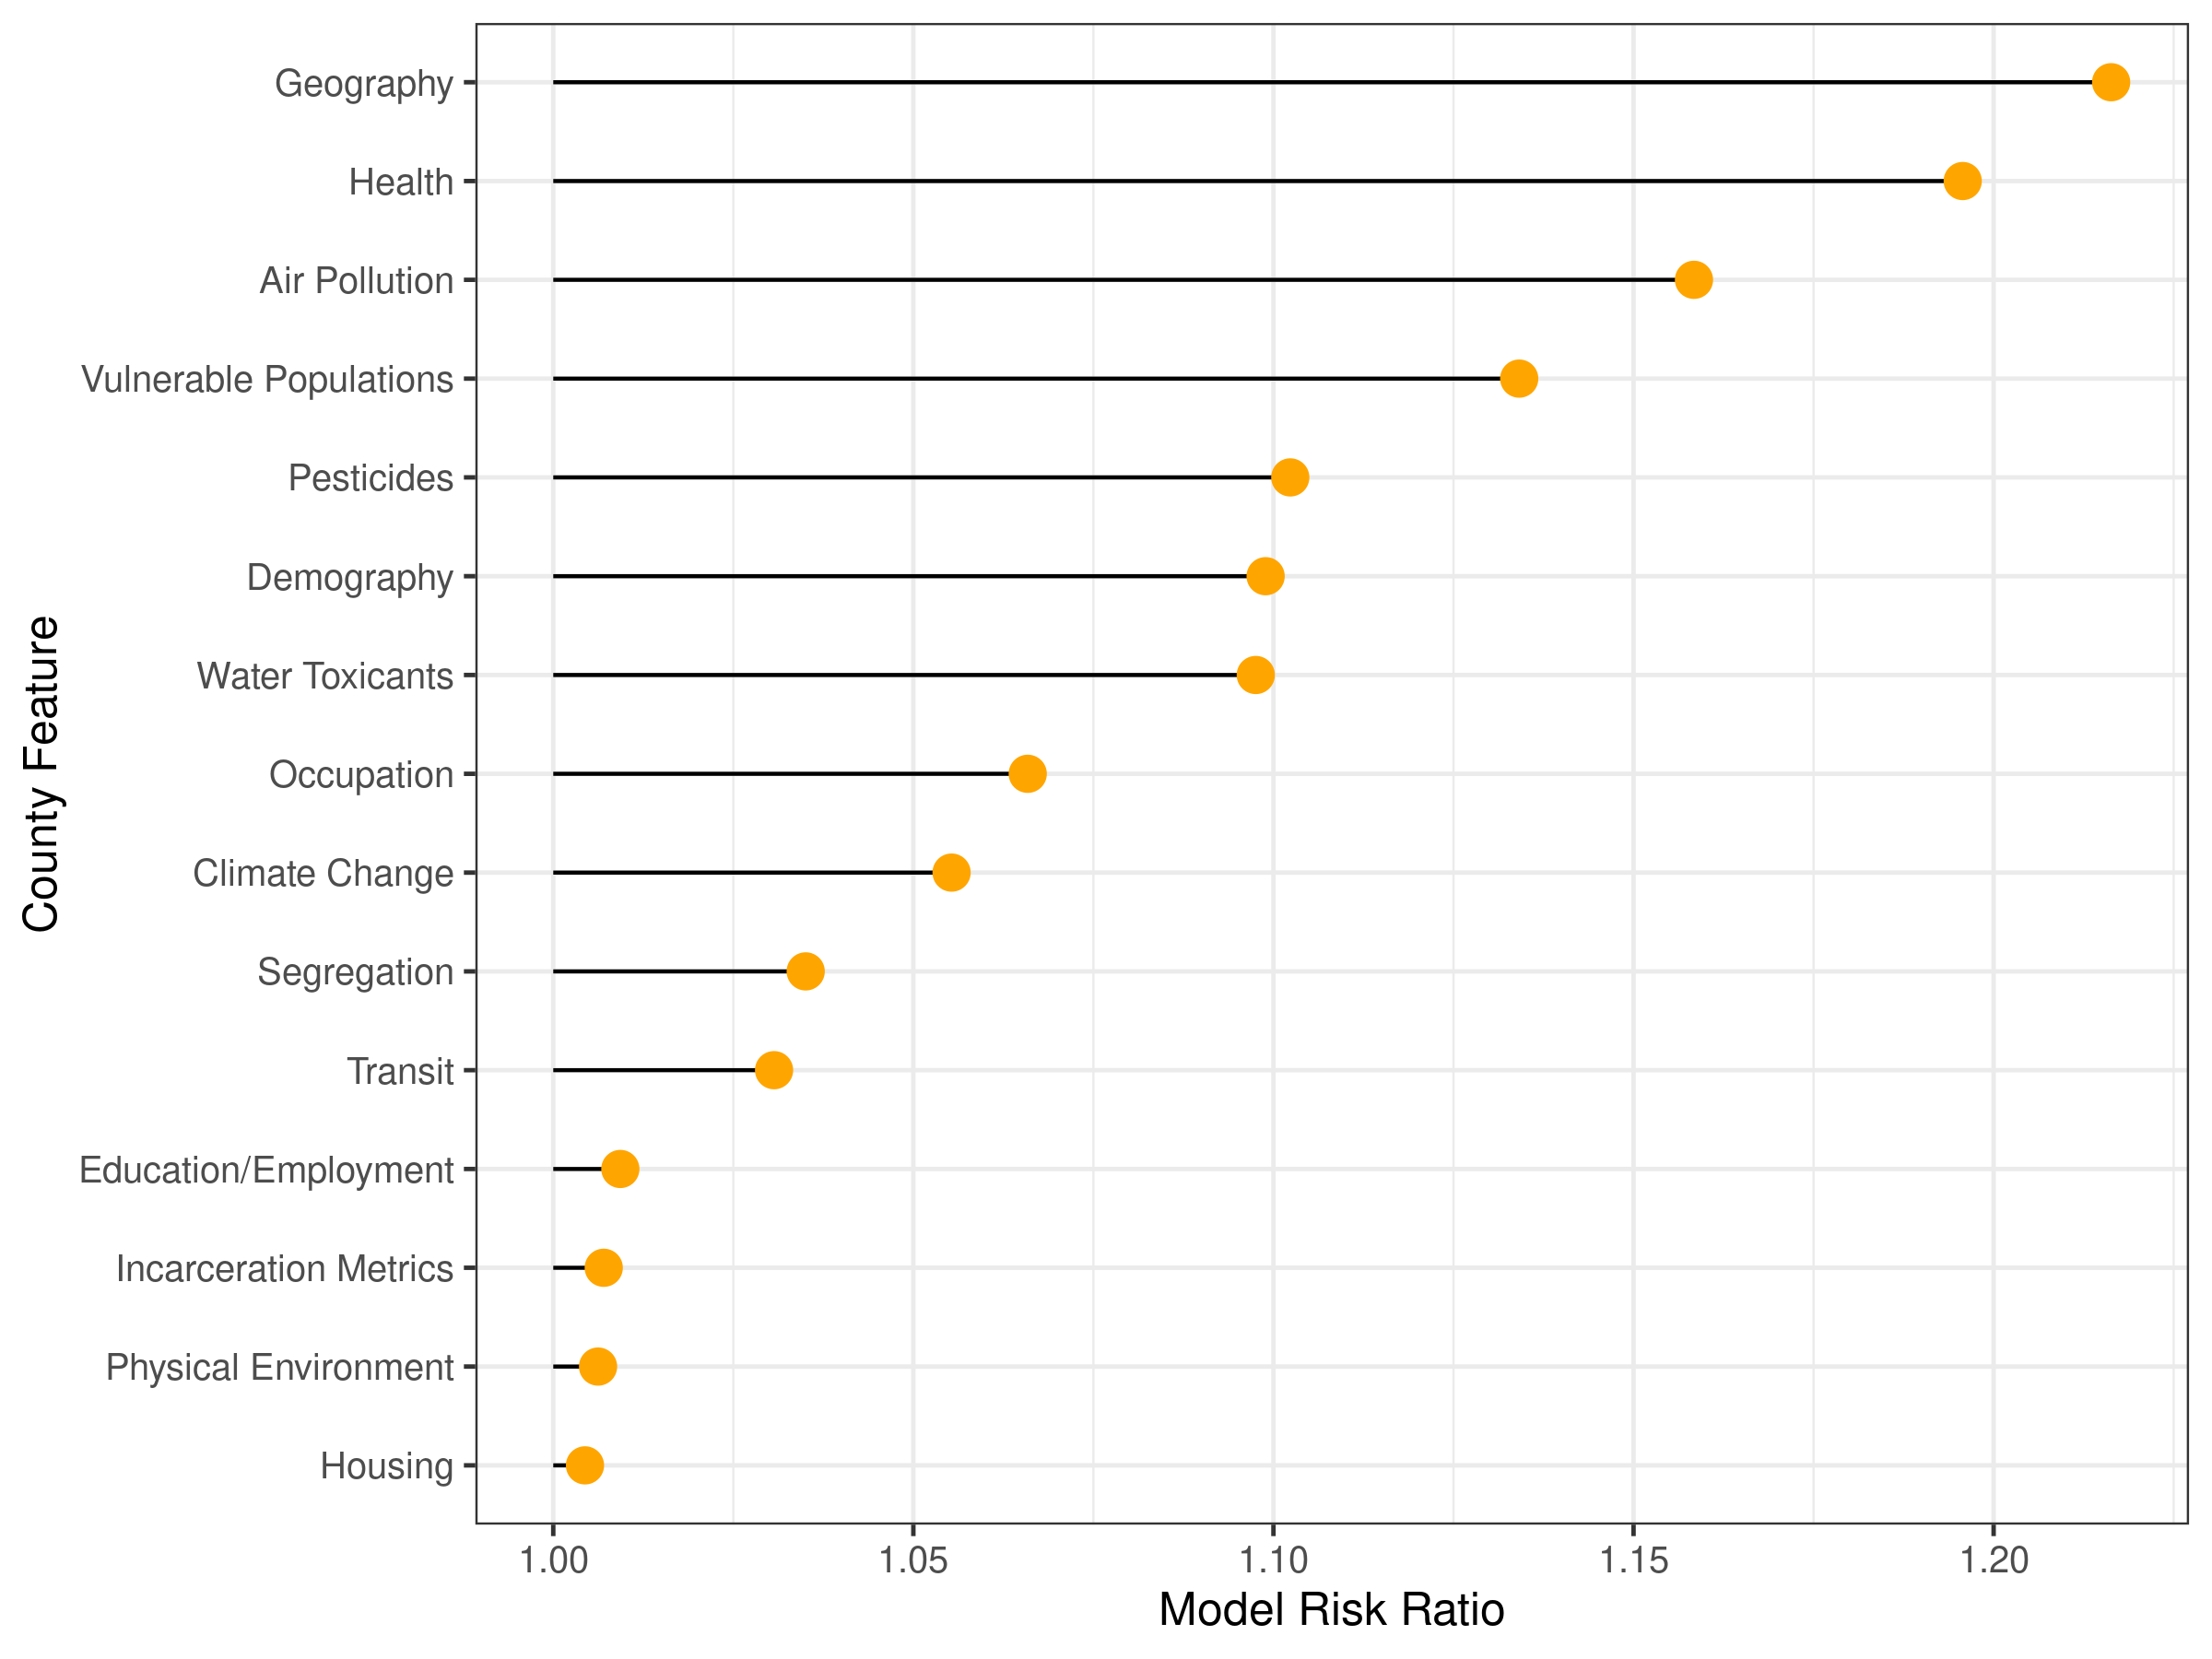 Geography
Health
Air Pollution
Vulnerable Populations
Pesticides
Demography
Water Toxicants
Occupation
Climate Change
Segregation
Transit
Education/Employment
Incarceration Metrics
Physical Environment
Housing
County Feature
1.00 1.05 1.10 1.15 1.20
Model Risk Ratio